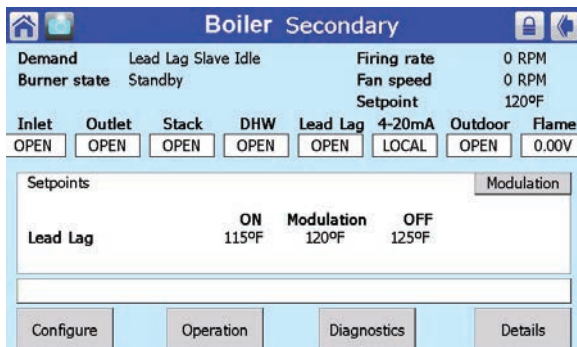 Boiler Secondary
Demand Lead Lag Slave Idle Firing rate 0 RPM
Burner state Standby Fan speed 0 RPM
Setpoint 120ºF
Inlet Outlet Stack DHW Lead Lag 4-20mA Outdoor Flame
OPEN OPEN OPEN OPEN OPEN LOCAL OPEN 0.00V
Setpoints Modulation
ON Modulation OFF
Lead Lag 115ºF 120ºF 125ºF
Configure Operation Diagnostics Details